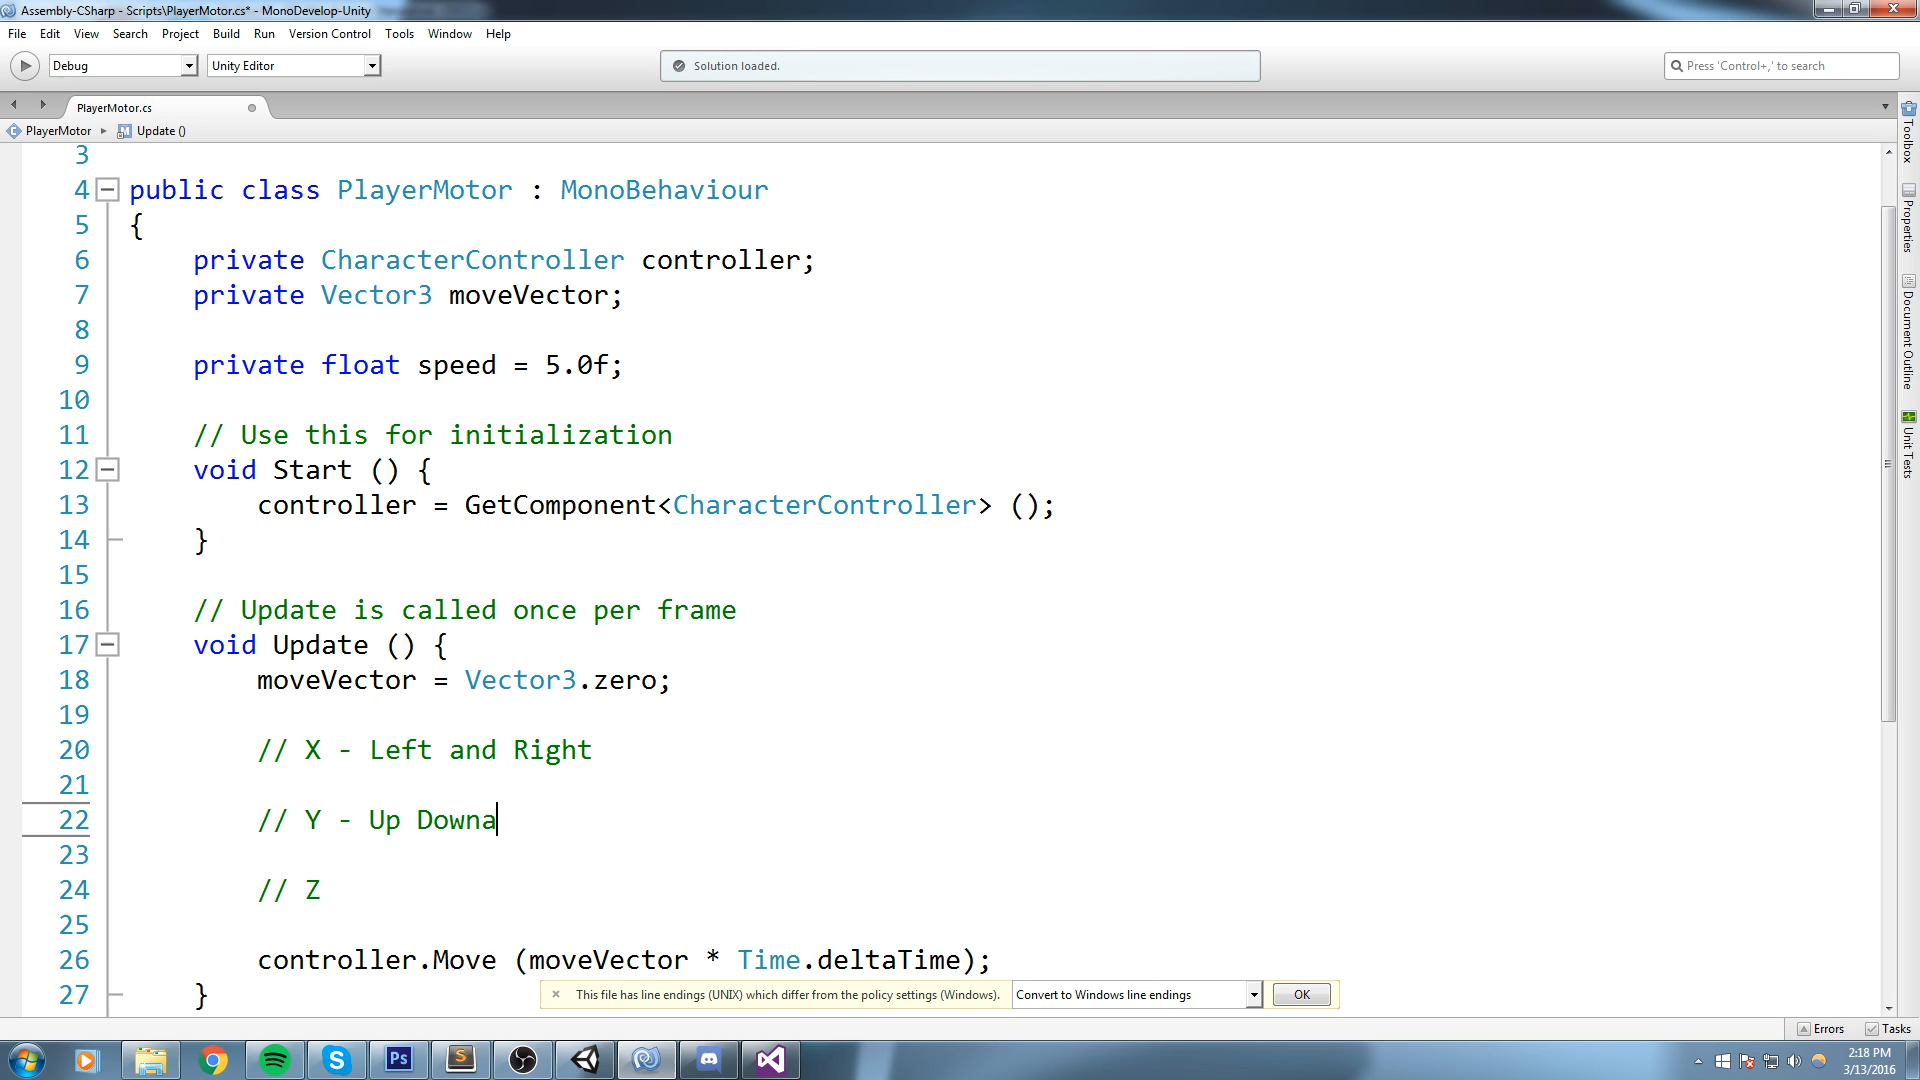 Assembly-CSharp - Scripts\PlayerMotor.cs* - MonoDevelop-Unity
File Edit View Search Project Build Run Version Control Tools Window Help
Debug Unity Editor Solution loaded. Press 'Control+,' to search
PlayerMotor.cs
PlayerMotor Update ()
3
4 public class PlayerMotor : MonoBehaviour
5 {
6 private CharacterController controller;
7 private Vector3 moveVector;
8
9 private float speed = 5.0f;
10
11 // Use this for initialization
12 void Start () {
13 controller = GetComponent<CharacterController> ();
14 }
15
16 // Update is called once per frame
17 void Update () {
18 moveVector = Vector3.zero;
19
20 // X - Left and Right
21
22 // Y - Up Downa
23
24 // Z
25
26 controller.Move (moveVector * Time.deltaTime);
27 }
This file has line endings (UNIX) which differ from the policy settings (Windows). Convert to Windows line endings OK
Toolbox
Properties
Document Outline
Unit Tests
Errors Tasks
Ps S
2:18 PM
3/13/2016